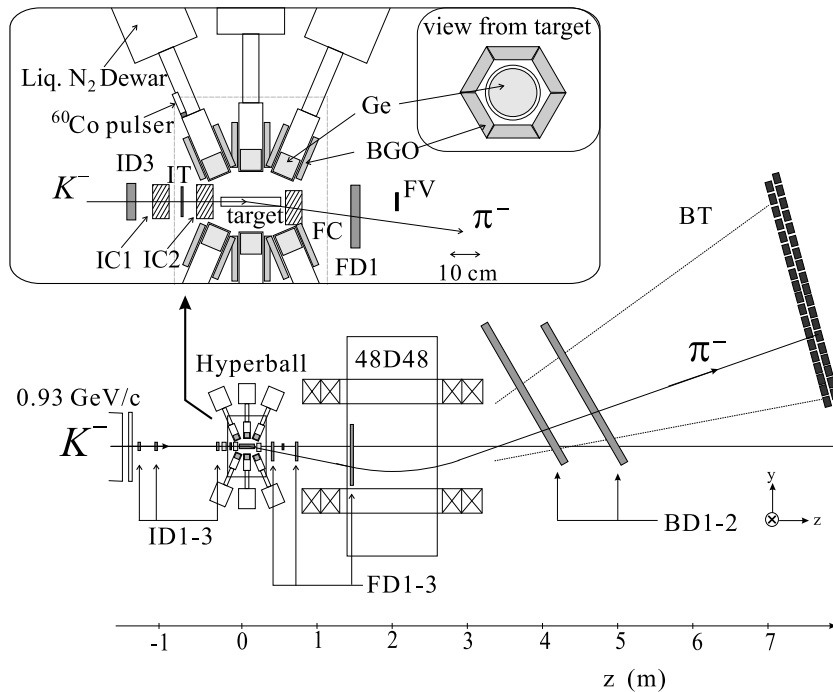 view from target
Liq. N₂ Dewar
⁶⁰Co pulser
Ge
BGO
ID3
IT
K⁻
FV
target
π⁻
FC
IC1
IC2
FD1
10 cm
BT
Hyperball
48D48
π⁻
0.93 GeV/c
K⁻
y
z
ID1-3
BD1-2
FD1-3
-1 0 1 2 3 4 5 6 7
z (m)